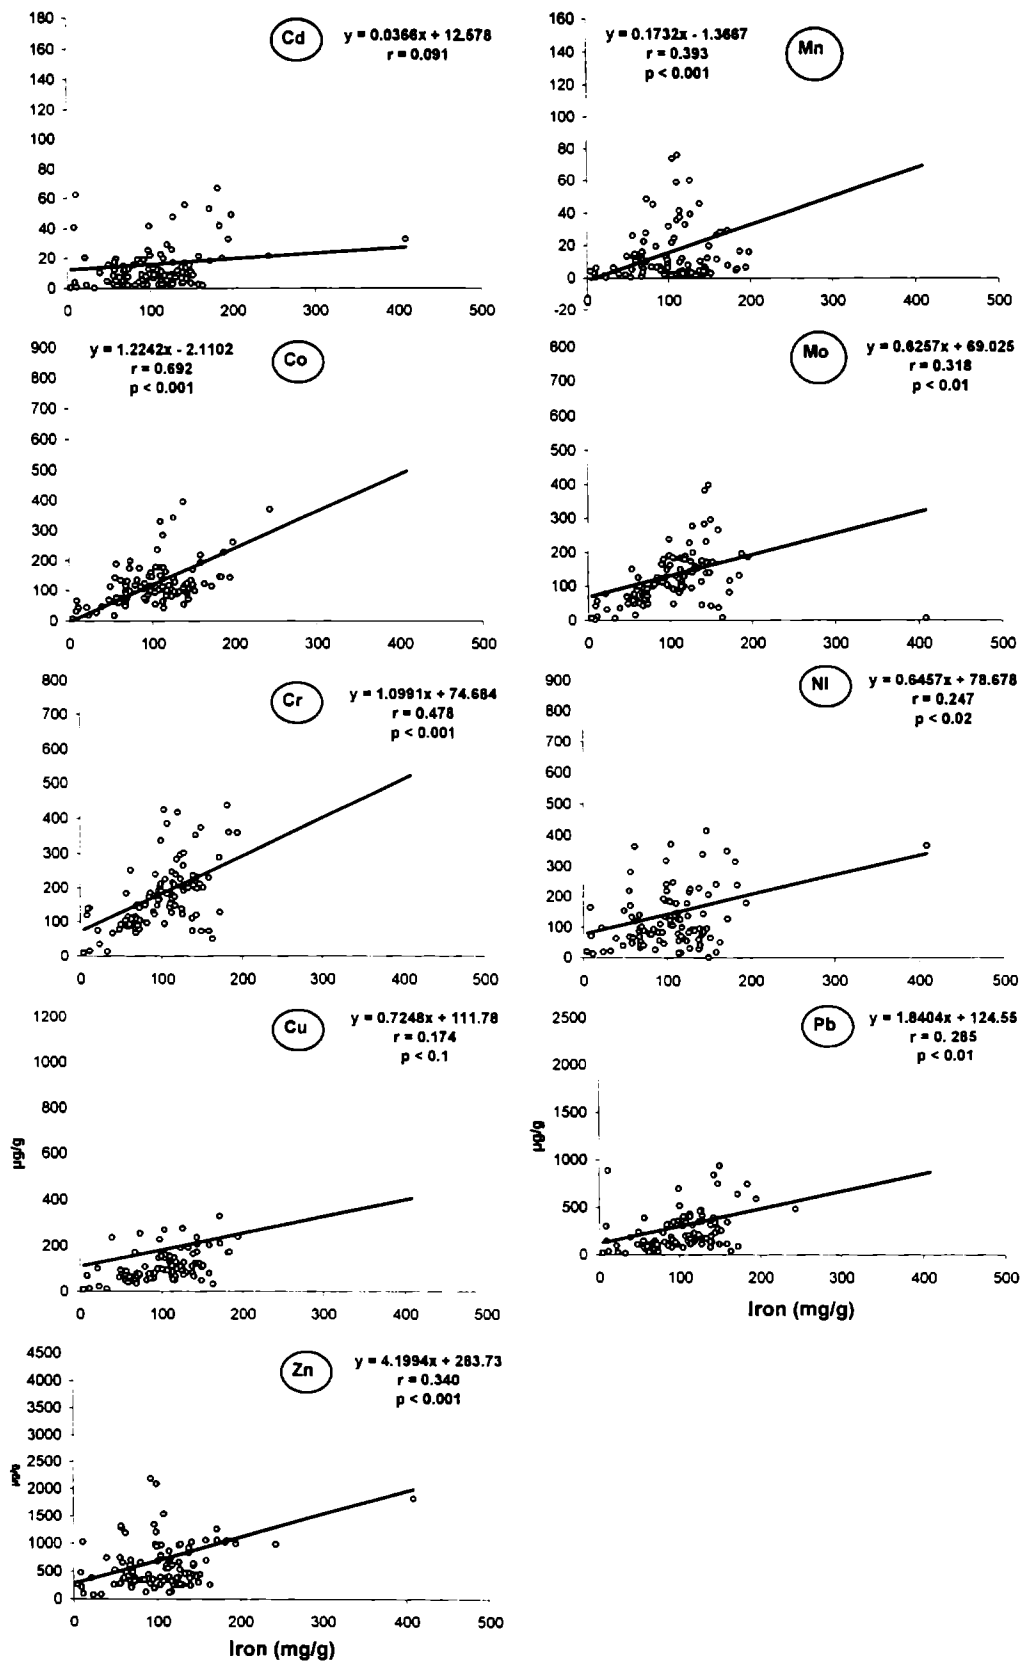 180
160
140
120
100
80
60
40
20
0
0 100 200 300 400 500
Cd
y = 0.0366x + 12.578
r = 0.091
160
140
120
100
80
60
40
20
0
-20
0 100 200 300 400 500
y = 0.1732x - 1.3667
r = 0.393
p < 0.001
Mn
900
800
700
600
500
400
300
200
100
0
0 100 200 300 400 500
y = 1.2242x - 2.1102
r = 0.692
p < 0.001
Co
800
700
600
500
400
300
200
100
0
0 100 200 300 400 500
Mo
y = 0.6257x + 69.025
r = 0.318
p < 0.01
800
700
600
500
400
300
200
100
0
0 100 200 300 400 500
Cr
y = 1.0991x + 74.684
r = 0.478
p < 0.001
900
800
700
600
500
400
300
200
100
0
0 100 200 300 400 500
Ni
y = 0.6457x + 78.678
r = 0.247
p < 0.02
1200
1000
800
600
400
200
0
0 100 200 300 400 500
µg/g
Cu
y = 0.7248x + 111.78
r = 0.174
p < 0.1
2500
2000
1500
1000
500
0
0 100 200 300 400 500
µg/g
Iron (mg/g)
Pb
y = 1.8404x + 124.55
r = 0. 285
p < 0.01
4500
4000
3500
3000
2500
2000
1500
1000
500
0
0 100 200 300 400 500
µg/g
Iron (mg/g)
Zn
y = 4.1994x + 283.73
r = 0.340
p < 0.001